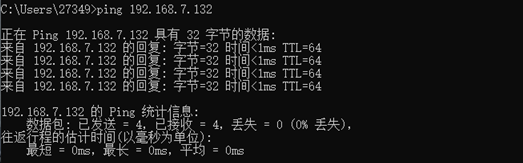 C:\Users\27349>ping 192.168.7.132
正在 Ping 192.168.7.132 具有 32 字节的数据:
来自 192.168.7.132 的回复: 字节=32 时间<1ms TTL=64
来自 192.168.7.132 的回复: 字节=32 时间<1ms TTL=64
来自 192.168.7.132 的回复: 字节=32 时间<1ms TTL=64
来自 192.168.7.132 的回复: 字节=32 时间<1ms TTL=64
192.168.7.132 的 Ping 统计信息:
数据包: 已发送 = 4，已接收 = 4，丢失 = 0 (0% 丢失)，
往返行程的估计时间(以毫秒为单位):
最短 = 0ms，最长 = 0ms，平均 = 0ms